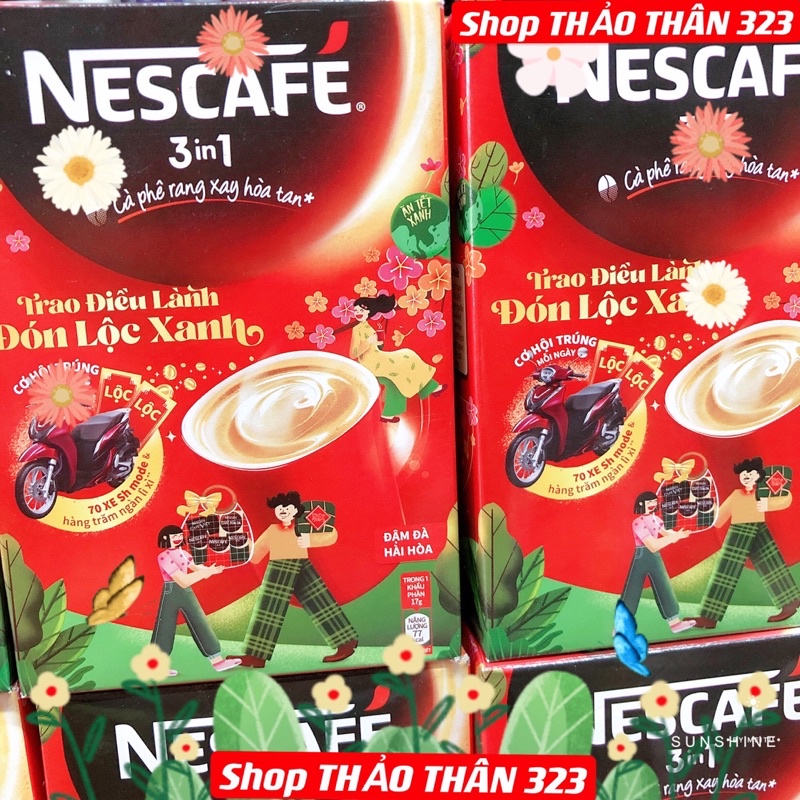 Shop THẢO THÂN 323
NESCAFÉ®
3in1
Cà phê rang xay hòa tan*
ĂN TẾT
XANH
Trao Điều Lành
Đón Lộc Xanh
CƠ HỘI TRÚNG
LỘC LỘC
70 XE Sh mode &
hàng trăm ngàn lì xì
ĐẬM ĐÀ
HÀI HÒA
TRONG 1
KHẨU
PHẦN
17g
NĂNG
LƯỢNG
77
kcal
NESCAF
Cà phê rang xay hòa tan*
Trao Điều Lành
Đón Lộc Xa
CƠ HỘI TRÚNG
MỖI NGÀY
LỘC LỘC
70 XE Sh mode &
hàng trăm ngàn lì xì
NESCAFÉ
NESCAFÉ
3in1
rang xay hòa tan*
SUNSHINE
Shop THẢO THÂN 323